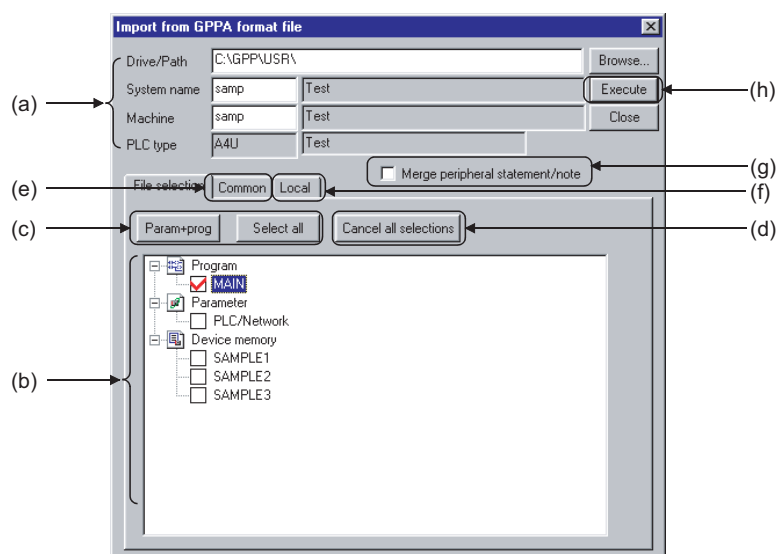 Import from GPPA format file
Drive/Path C:\GPP\USR\ Browse...
(a) System name samp Test Execute (h)
Machine samp Test Close
PLC type A4U Test
(g) Merge peripheral statement/note
(e) File selection Common Local (f)
(c) Param+prog Select all Cancel all selections (d)
Program
MAIN
Parameter
PLC/Network
Device memory
SAMPLE1
(b) SAMPLE2
SAMPLE3